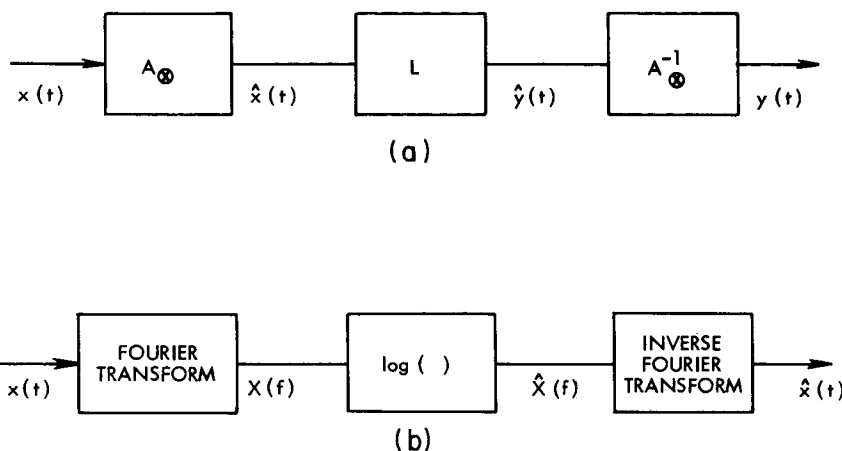 A⊗ L A⁻¹⊗
x(t) x̂(t) ŷ(t) y(t)
(a)
FOURIER TRANSFORM log( ) INVERSE FOURIER TRANSFORM
x(t) X(f) X̂(f) x̂(t)
(b)